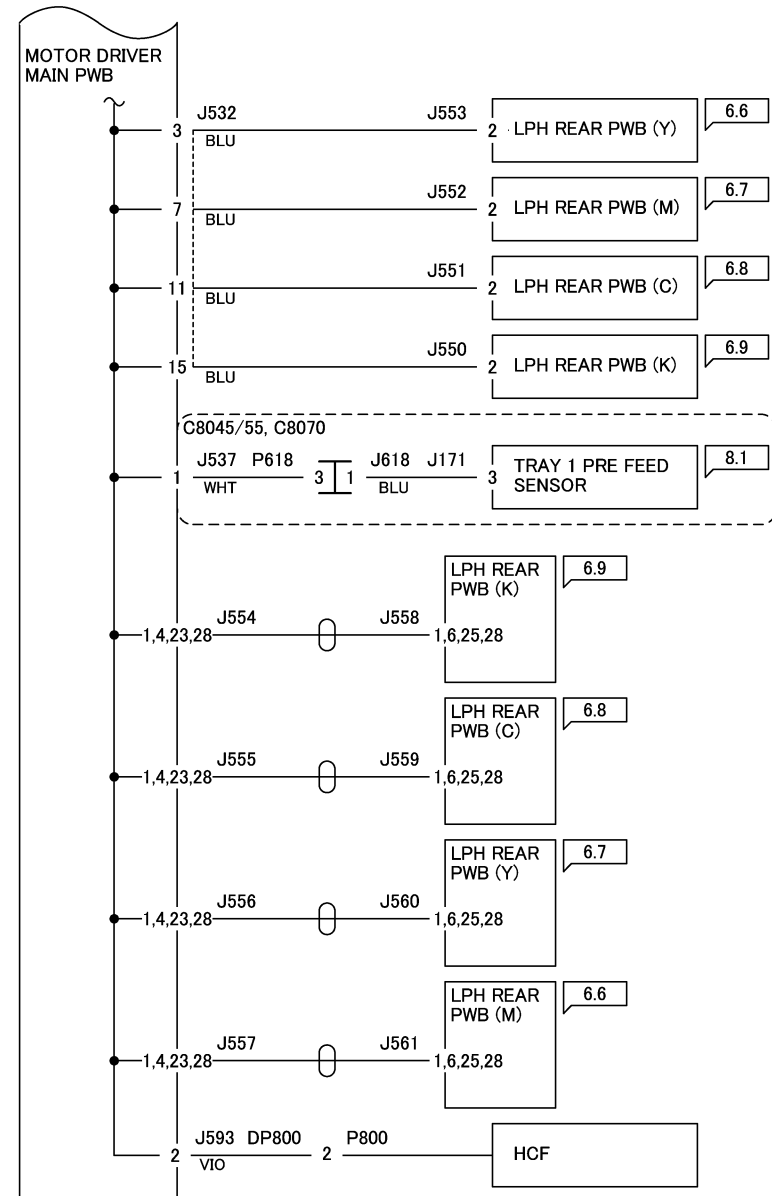 MOTOR DRIVER
MAIN PWB
3 J532 BLU J553 2 LPH REAR PWB (Y) 6.6
7 BLU J552 2 LPH REAR PWB (M) 6.7
11 BLU J551 2 LPH REAR PWB (C) 6.8
15 BLU J550 2 LPH REAR PWB (K) 6.9
C8045/55, C8070
1 J537 WHT P618 3 1 J618 BLU J171 3 TRAY 1 PRE FEED 8.1
SENSOR
LPH REAR 6.9
PWB (K)
1,4,23,28 J554 J558 1,6,25,28
LPH REAR 6.8
PWB (C)
1,4,23,28 J555 J559 1,6,25,28
LPH REAR 6.7
PWB (Y)
1,4,23,28 J556 J560 1,6,25,28
LPH REAR 6.6
PWB (M)
1,4,23,28 J557 J561 1,6,25,28
2 J593 VIO DP800 2 P800 HCF